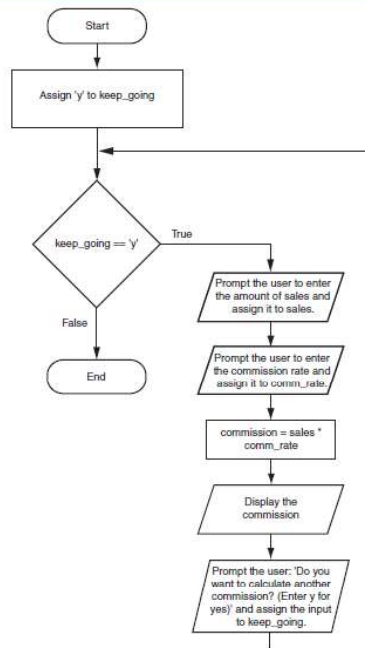 Start
Assign 'y' to keep_going
keep_going == 'y'
True
False
End
Prompt the user to enter
the amount of sales and
assign it to sales.
Prompt the user to enter
the commission rate and
assign it to comm_rate.
commission = sales *
comm_rate
Display the
commission
Prompt the user: 'Do you
want to calculate another
commission? (Enter y for
yes)' and assign the input
to keep_going.